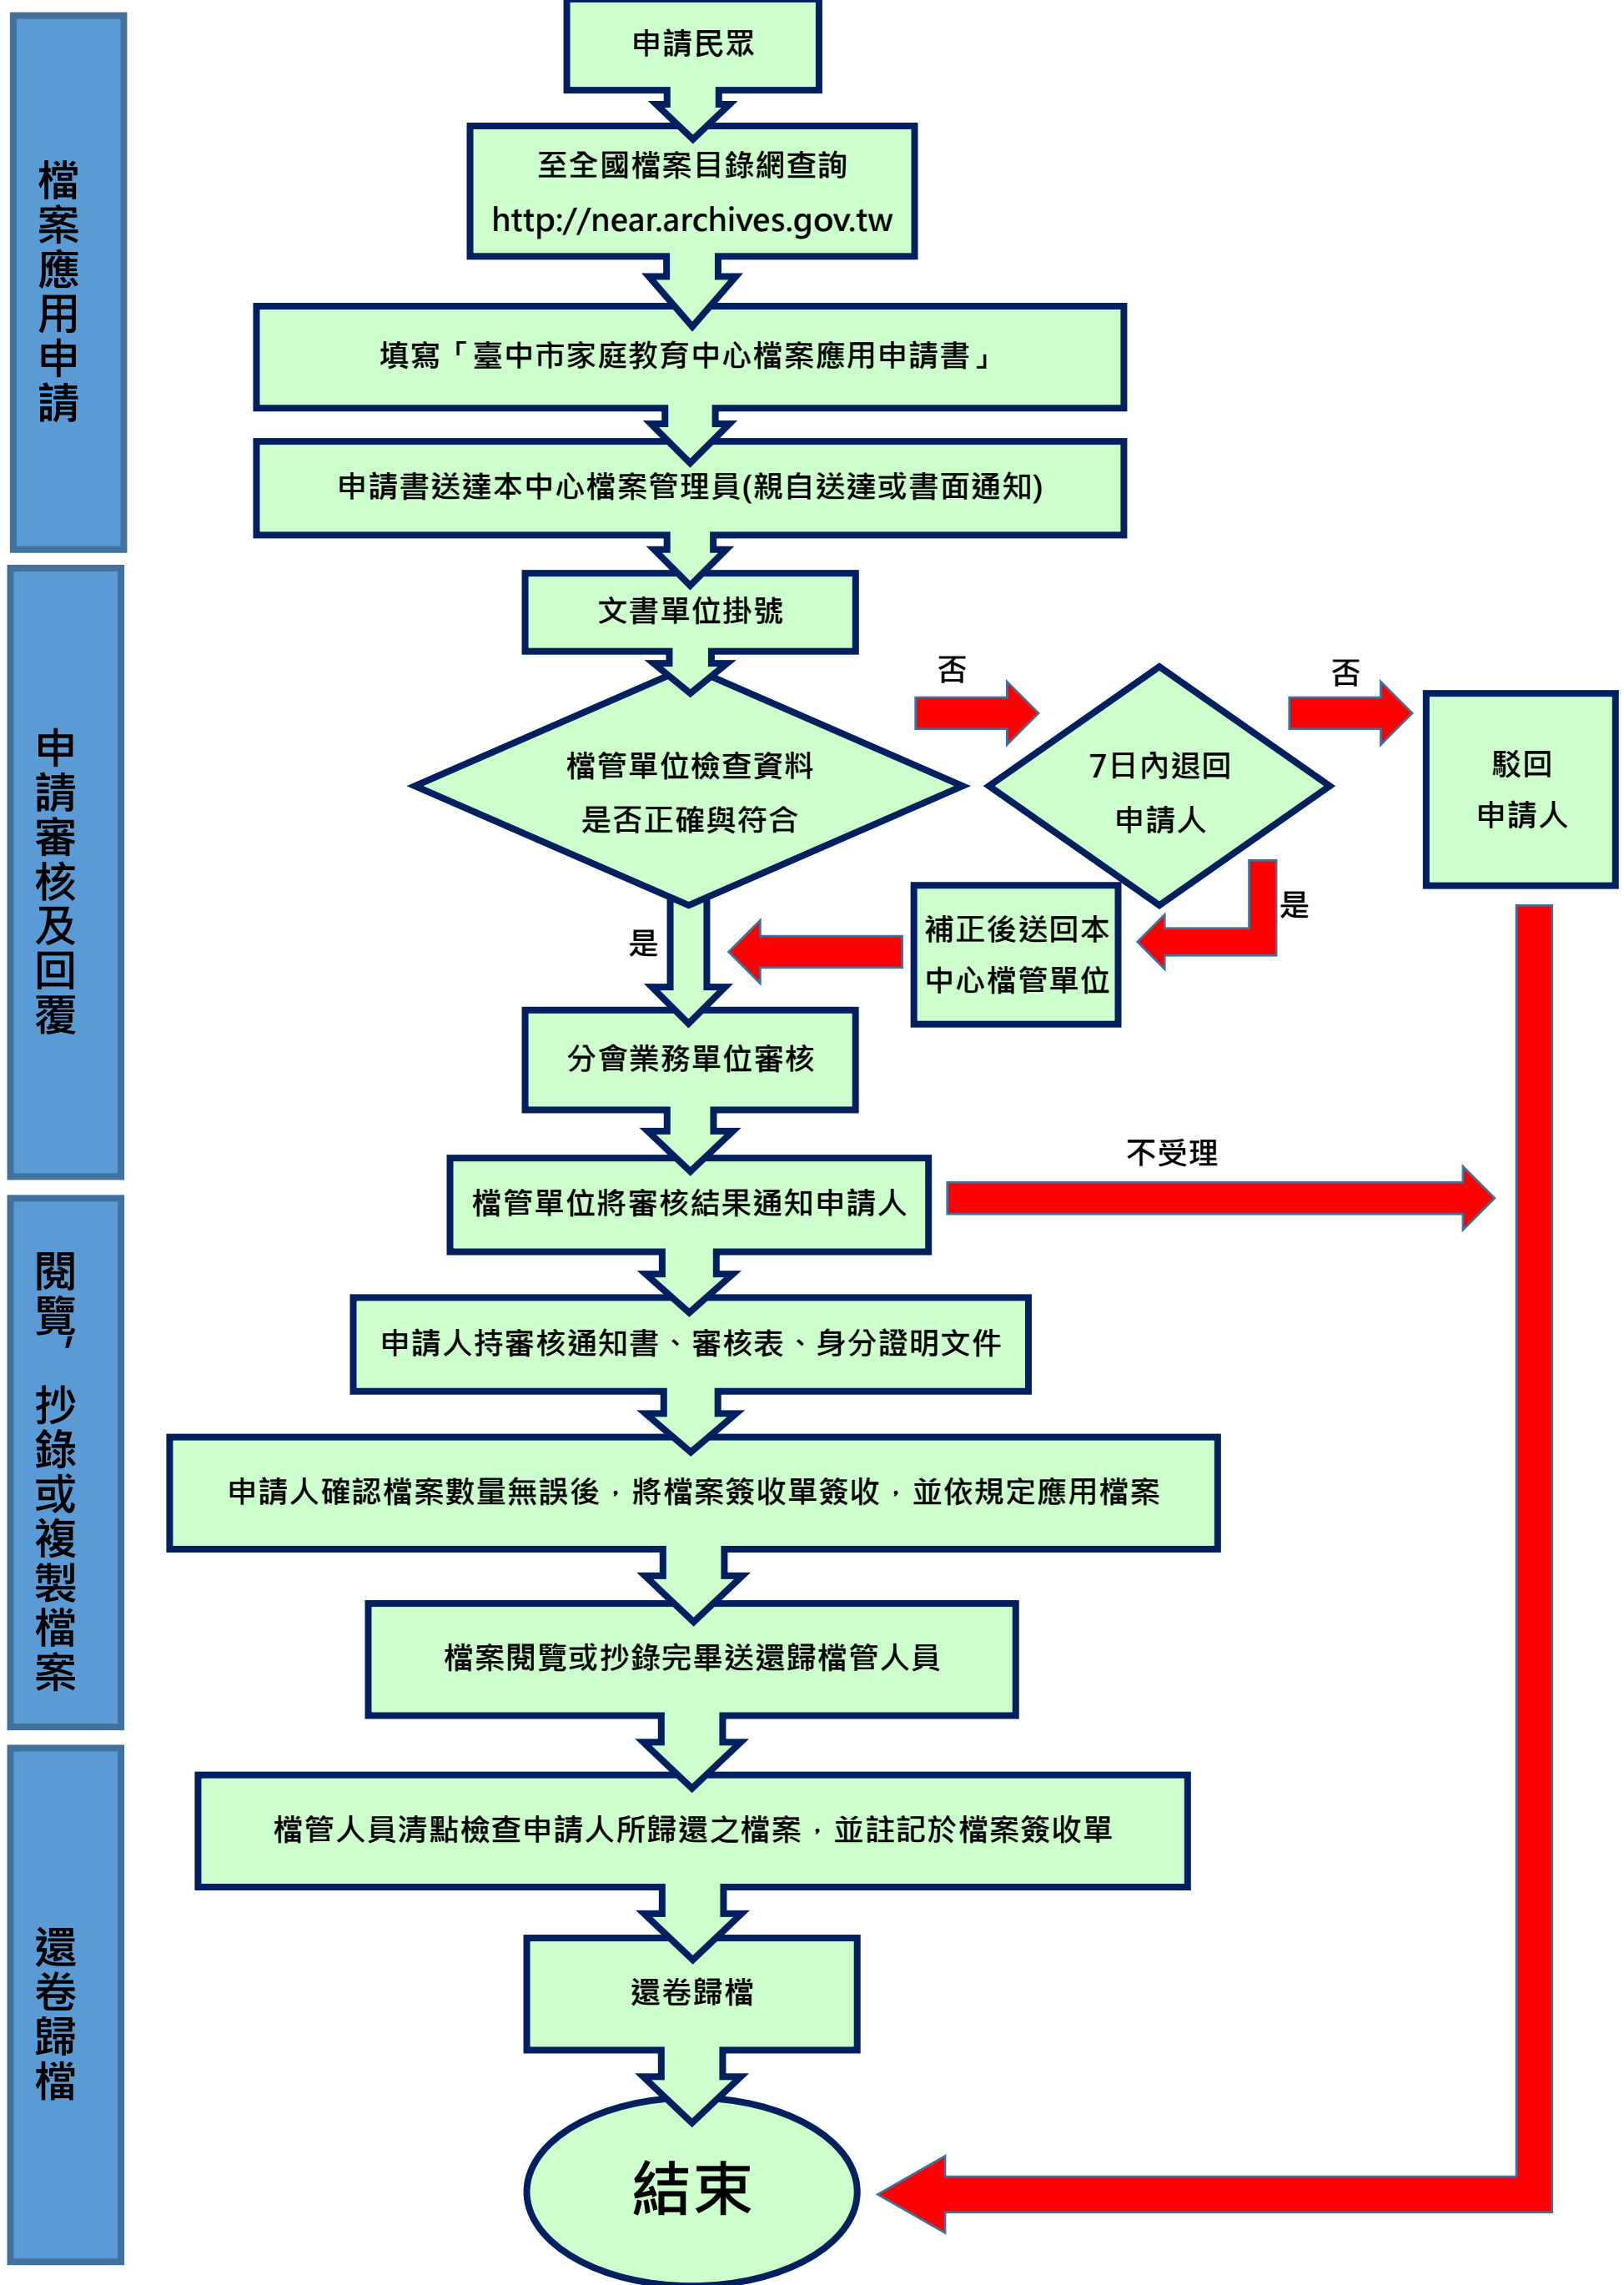 檔案應用申請
申請民眾
至全國檔案目錄網查詢
http://near.archives.gov.tw
填寫「臺中市家庭教育中心檔案應用申請書」
申請書送達本中心檔案管理員(親自送達或書面通知)
申請審核及回覆
文書單位掛號
檔管單位檢查資料
是否正確與符合
否
7日內退回
申請人
否
駁回
申請人
是
補正後送回本
中心檔管單位
是
分會業務單位審核
檔管單位將審核結果通知申請人
不受理
閱覽,抄錄或複製檔案
申請人持審核通知書、審核表、身分證明文件
申請人確認檔案數量無誤後，將檔案簽收單簽收，並依規定應用檔案
檔案閱覽或抄錄完畢送還歸檔管人員
還卷歸檔
檔管人員清點檢查申請人所歸還之檔案，並註記於檔案簽收單
還卷歸檔
結束